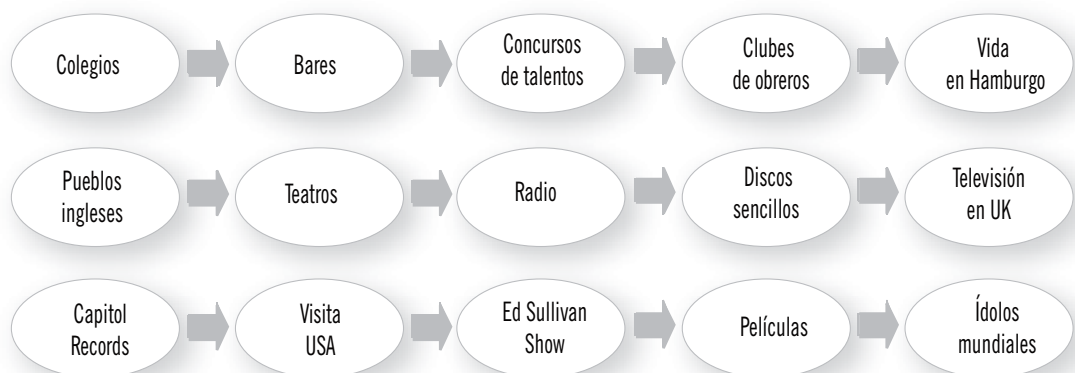 Colegios
Bares
Concursos
de talentos
Clubes
de obreros
Vida
en Hamburgo
Pueblos
ingleses
Teatros
Radio
Discos
sencillos
Televisión
en UK
Capitol
Records
Visita
USA
Ed Sullivan
Show
Películas
Ídolos
mundiales